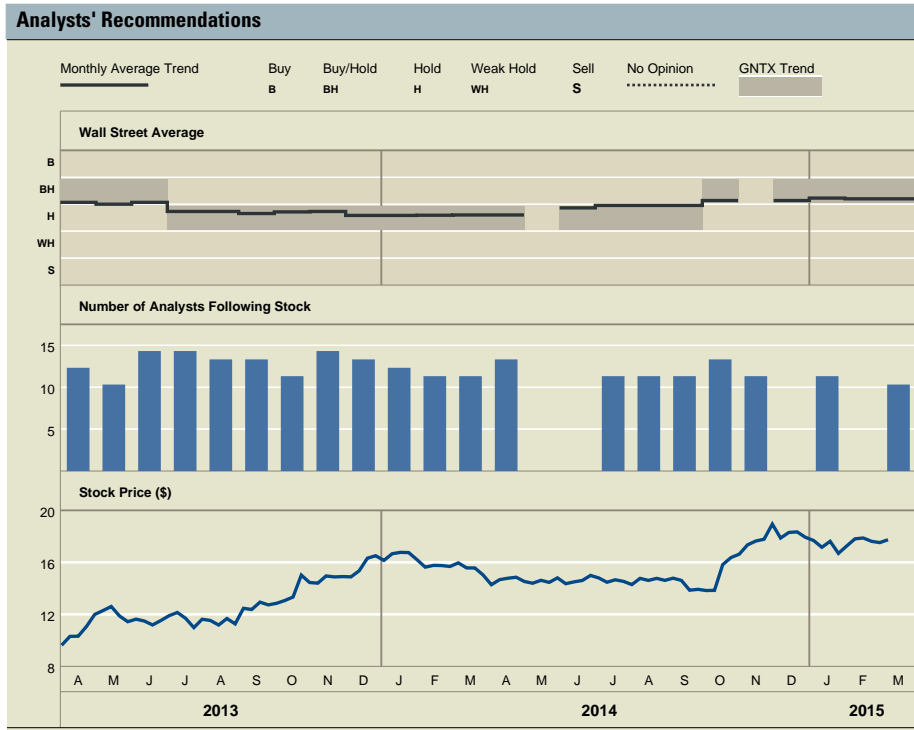 Analysts' Recommendations
Monthly Average Trend Buy Buy/Hold Hold Weak Hold Sell No Opinion GNTX Trend
B BH H WH S
Wall Street Average
B
BH
H
WH
S
Number of Analysts Following Stock
15
10
5
Stock Price ($)
20
16
12
8
A M J J A S O N D J F M A M J J A S O N D J F M
2013 2014 2015